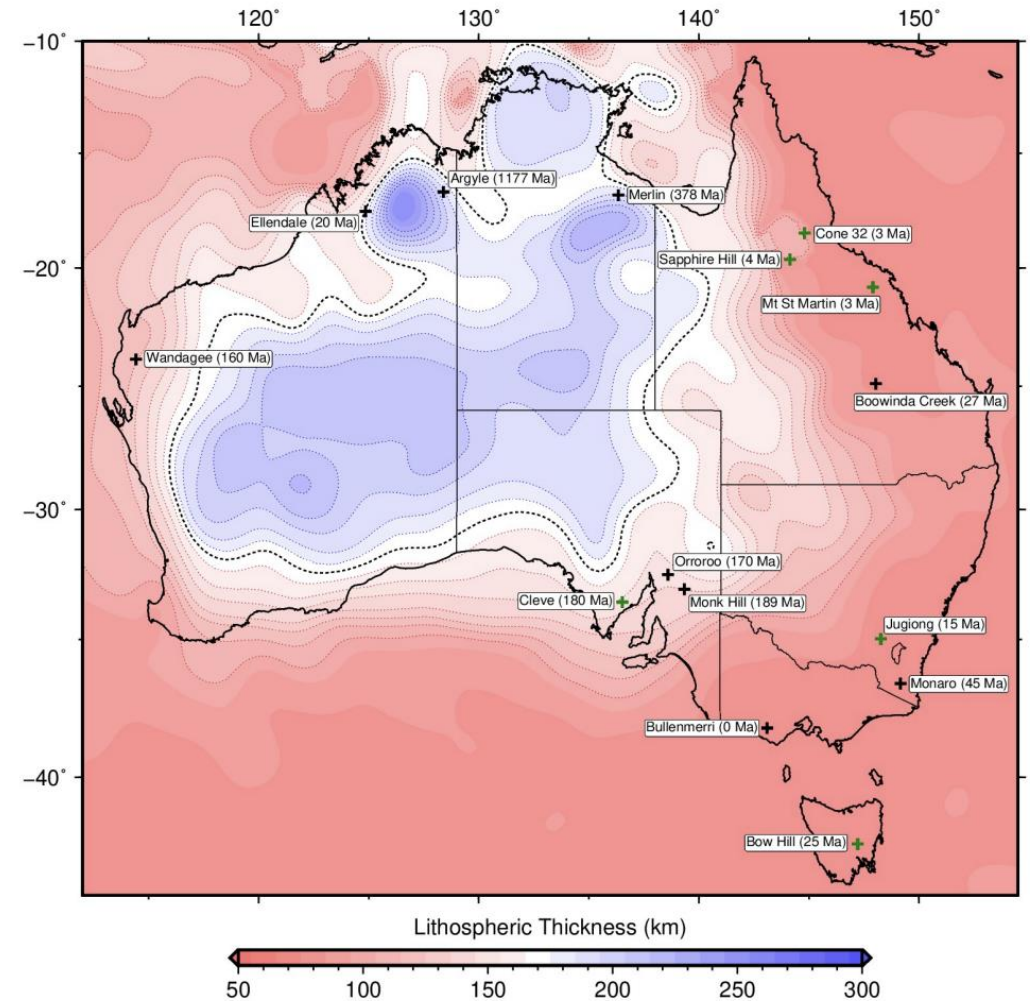 120° 130° 140° 150°
−10°
−20°
−30°
−40°
Argyle (1177 Ma)
Merlin (378 Ma)
Ellendale (20 Ma)
Cone 32 (3 Ma)
Sapphire Hill (4 Ma)
Mt St Martin (3 Ma)
Wandagee (160 Ma)
Boowinda Creek (27 Ma)
Orroroo (170 Ma)
Cleve (180 Ma)
Monk Hill (189 Ma)
Jugiong (15 Ma)
Monaro (45 Ma)
Bullenmerri (0 Ma)
Bow Hill (25 Ma)
Lithospheric Thickness (km)
50 100 150 200 250 300